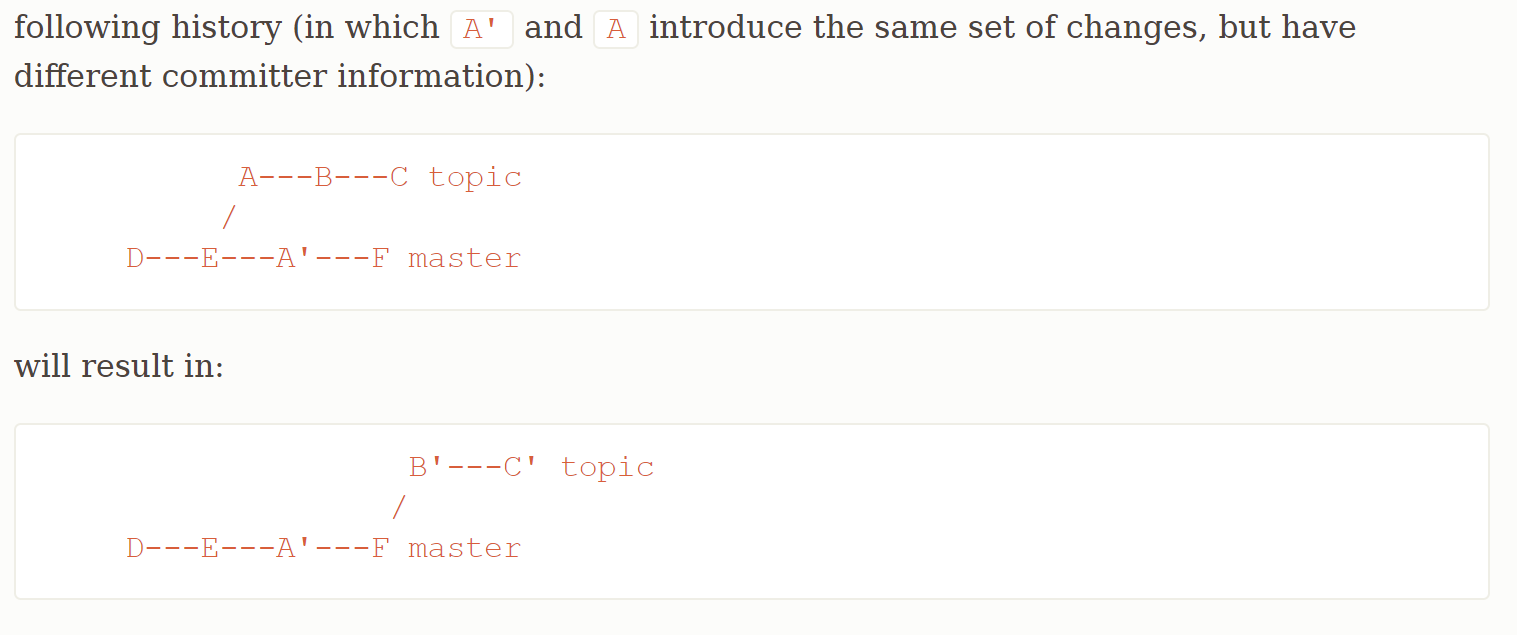 following history (in which A' and A introduce the same set of changes, but have
different committer information):
A---B---C topic
/
D---E---A'---F master
will result in:
B'---C' topic
/
D---E---A'---F master